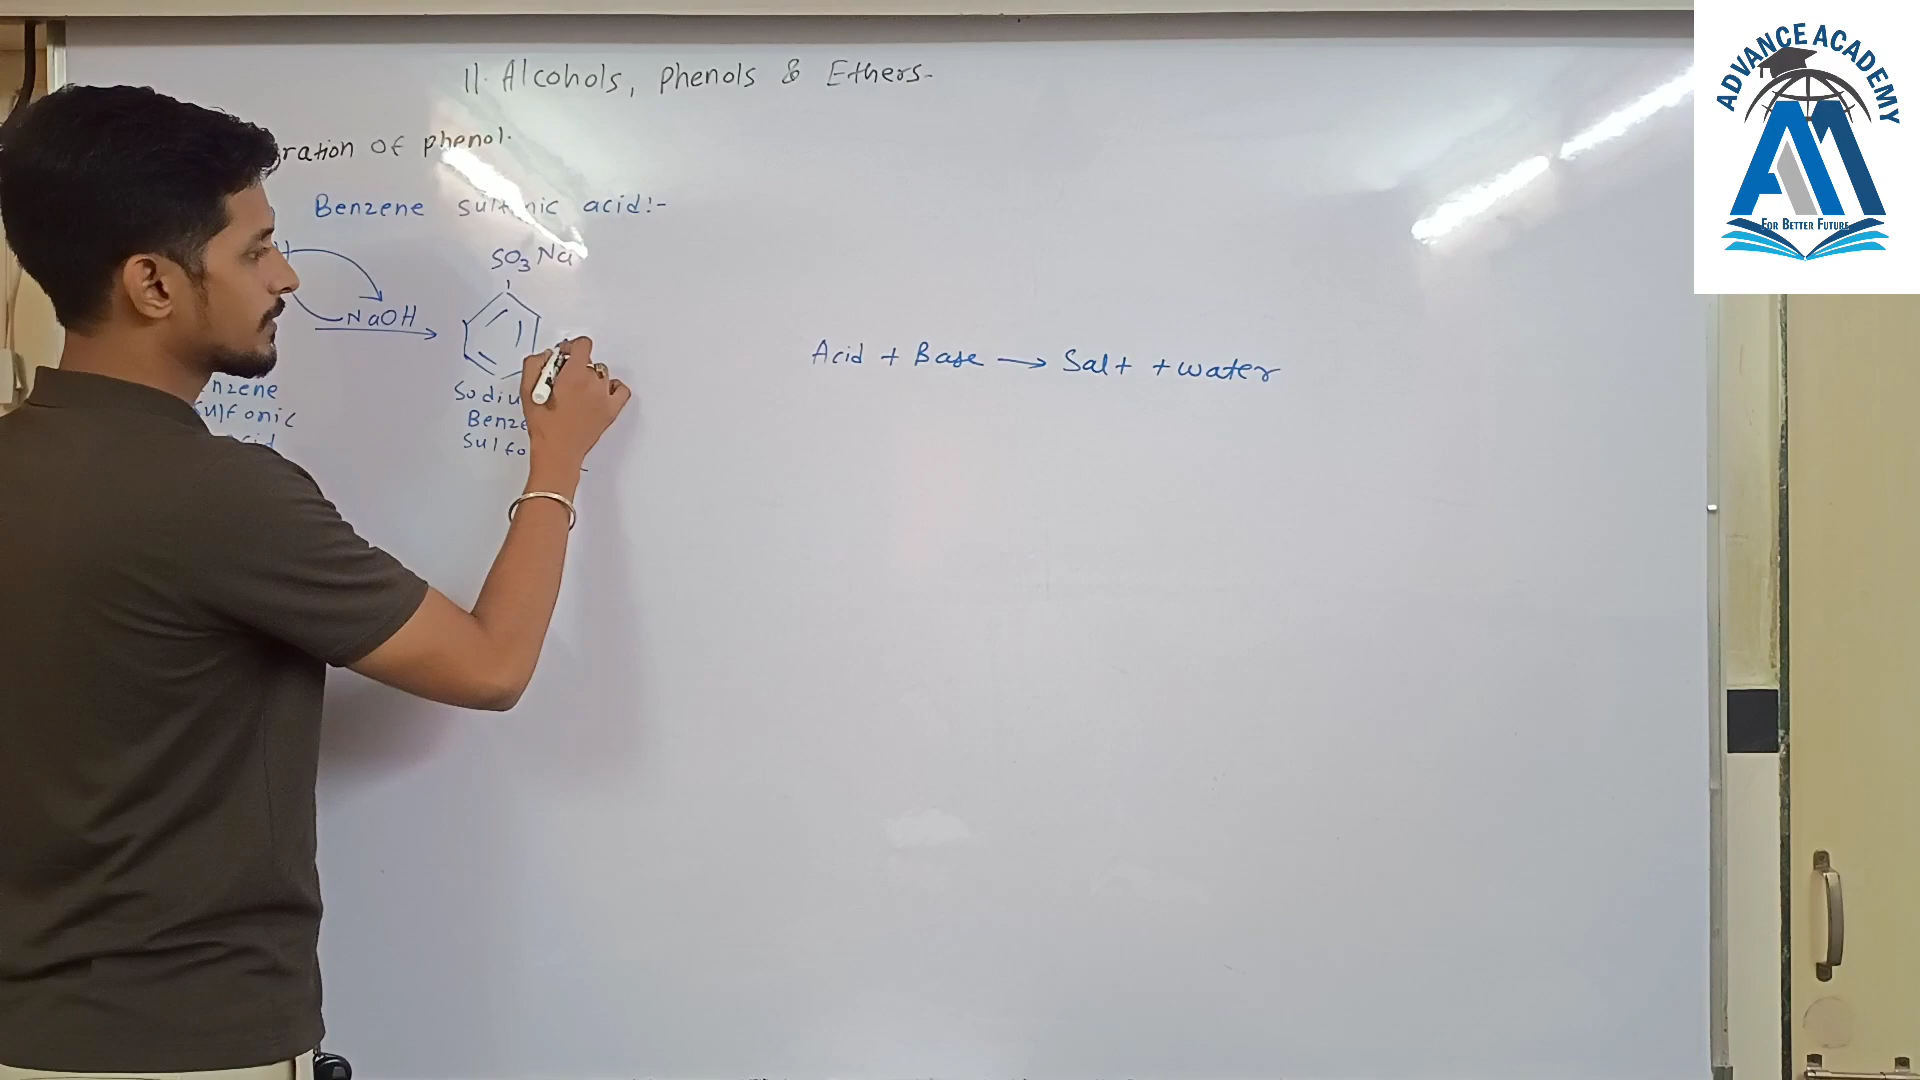 11. Alcohols, Phenols & Ethers-
ration of phenol.
Benzene sulfonic acid:-
SO3 Na
NaOH
nzene
sulfonic
Sodiu
Benze
Sulfo
Acid + Base → Salt + water
ADVANCE ACADEMY
FOR BETTER FUTURE